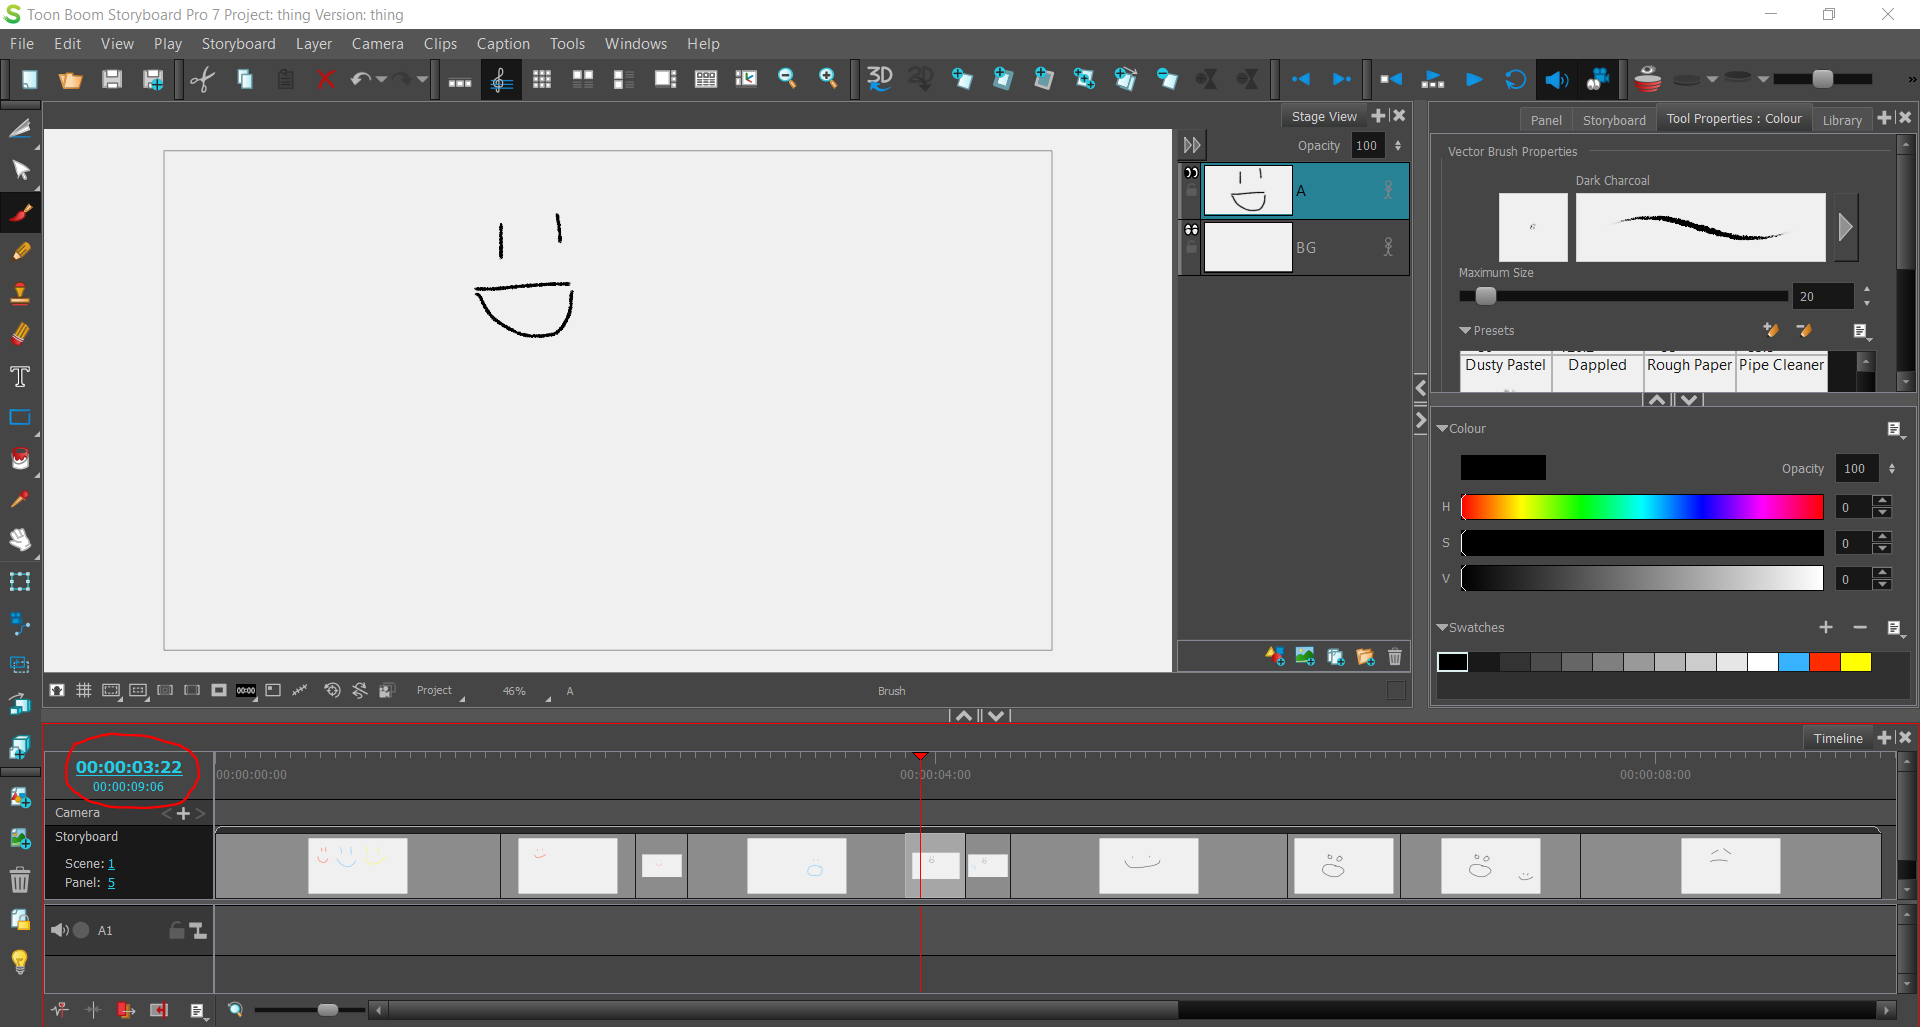 Toon Boom Storyboard Pro 7 Project: thing Version: thing
File Edit View Play Storyboard Layer Camera Clips Caption Tools Windows Help
3D 2D
Stage View
Panel Storyboard Tool Properties : Colour Library
Opacity 100
A
BG
Vector Brush Properties
Dark Charcoal
Maximum Size
20
Presets
Dusty Pastel Dappled Rough Paper Pipe Cleaner
Colour
Opacity 100
H 0
S 0
V 0
Swatches
00:00 Project 46% A Brush
Timeline
00:00:03:22
00:00:09:06
00:00:00:00 00:00:04:00 00:00:08:00
Camera
Storyboard
Scene: 1
Panel: 5
A1